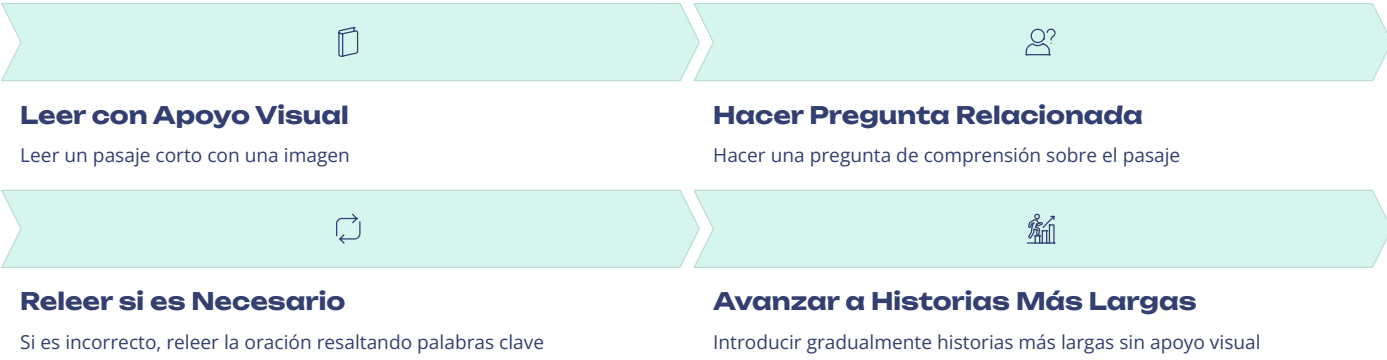 Leer con Apoyo Visual
Leer un pasaje corto con una imagen
Hacer Pregunta Relacionada
Hacer una pregunta de comprensión sobre el pasaje
Releer si es Necesario
Si es incorrecto, releer la oración resaltando palabras clave
Avanzar a Historias Más Largas
Introducir gradualmente historias más largas sin apoyo visual